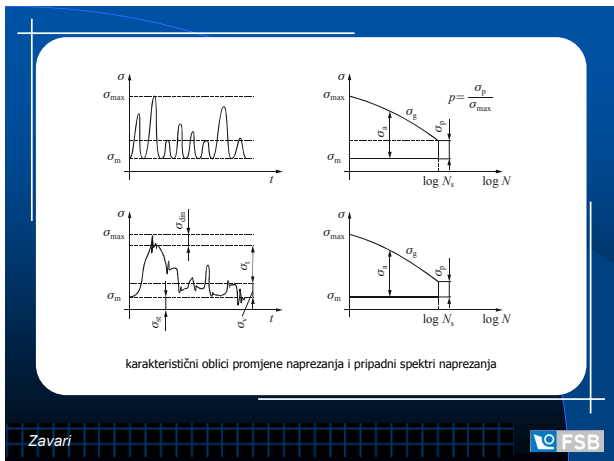 σ
σmax
σm
t
σ
σmax
σm
σg
σa
σp
p = σp / σmax
log Ns
log N
σ
σmax
σm
σdin
σt
σst
σv
t
σ
σmax
σm
σg
σa
σp
log Ns
log N
karakteristični oblici promjene naprezanja i pripadni spektri naprezanja
Zavari
FSB